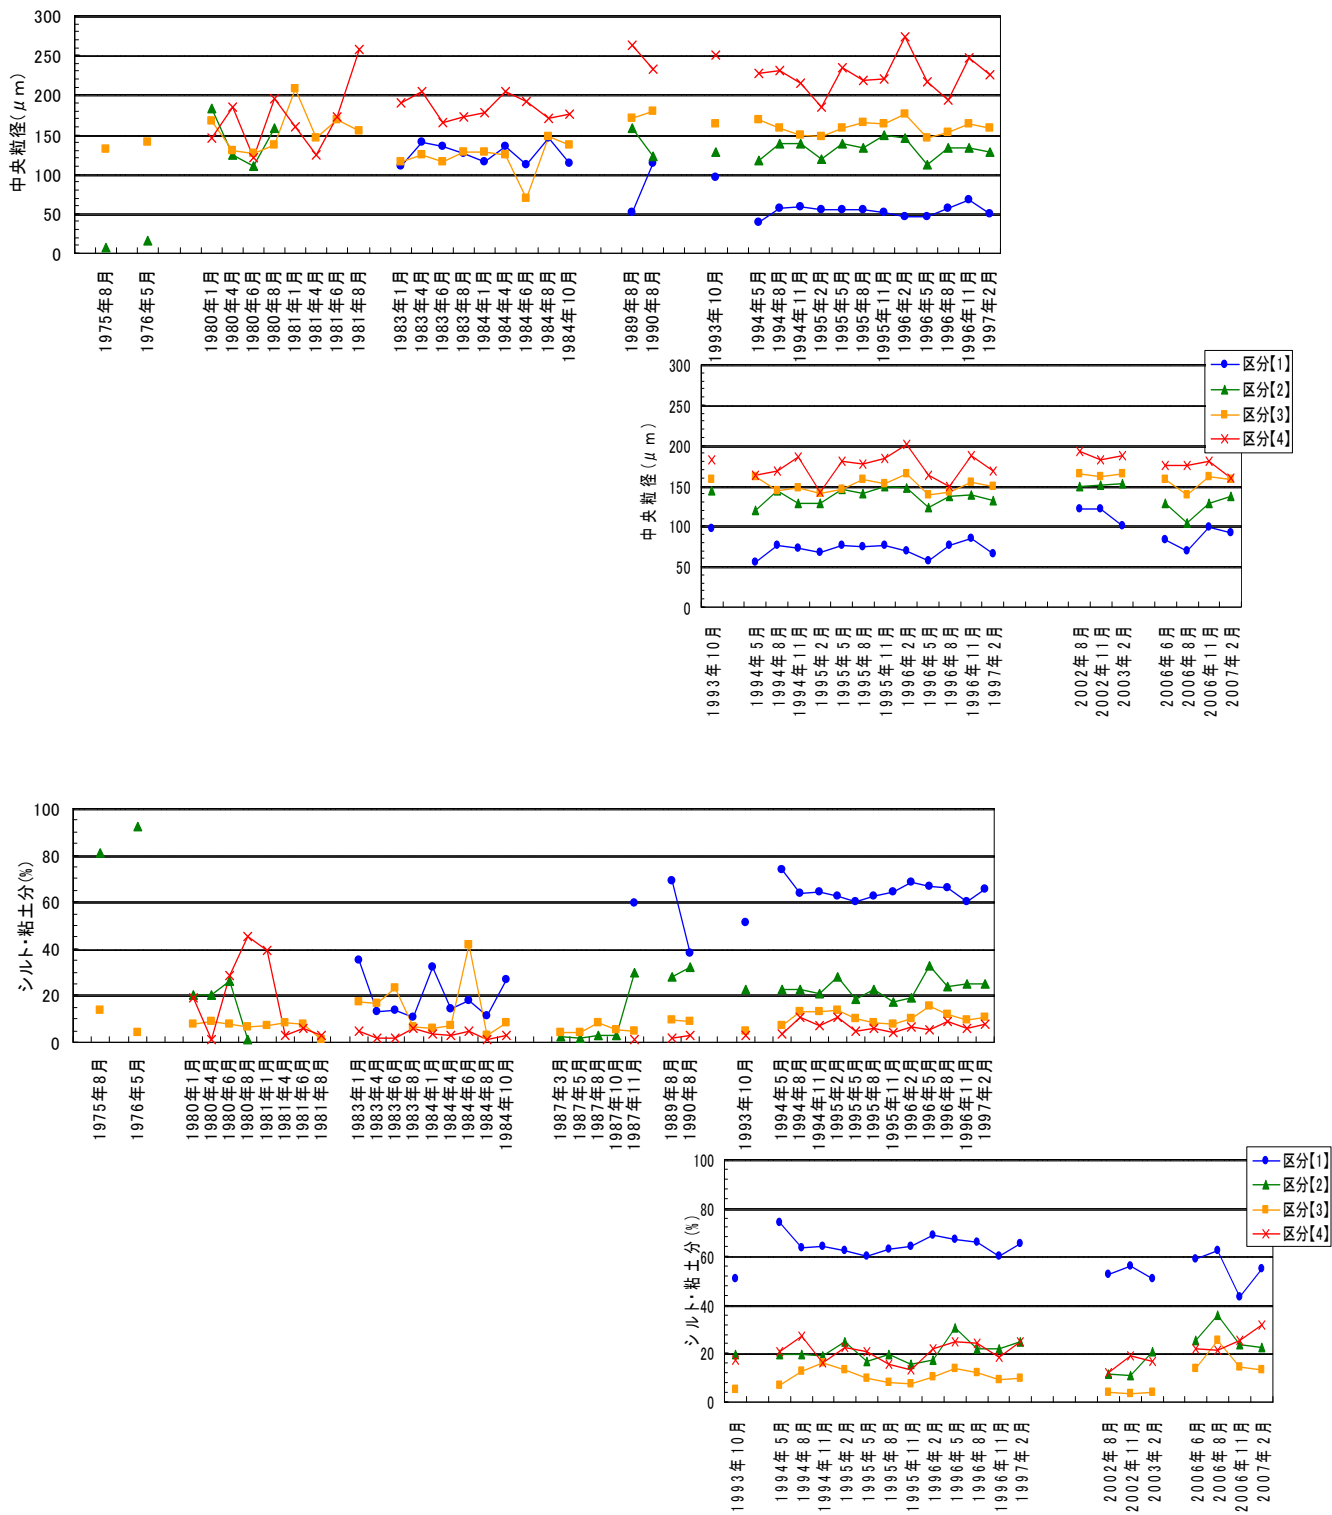 中央粒径(μm)
300
250
200
150
100
50
0
1975年8月
1976年5月
1980年1月
1980年4月
1980年6月
1980年8月
1981年1月
1981年4月
1981年6月
1981年8月
1983年1月
1983年4月
1983年6月
1983年8月
1984年1月
1984年4月
1984年6月
1984年8月
1984年10月
1989年8月
1990年8月
1993年10月
1994年5月
1994年8月
1994年11月
1995年2月
1995年5月
1995年8月
1995年11月
1996年2月
1996年5月
1996年8月
1996年11月
1997年2月
区分【1】
区分【2】
区分【3】
区分【4】
中央粒径(μm)
300
250
200
150
100
50
0
1993年10月
1994年5月
1994年8月
1994年11月
1995年2月
1995年5月
1995年8月
1995年11月
1996年2月
1996年5月
1996年8月
1996年11月
1997年2月
2002年8月
2002年11月
2003年2月
2006年6月
2006年8月
2006年11月
2007年2月
シルト・粘土分(%)
100
80
60
40
20
0
1975年8月
1976年5月
1980年1月
1980年4月
1980年6月
1980年8月
1981年1月
1981年4月
1981年6月
1981年8月
1983年1月
1983年4月
1983年6月
1983年8月
1984年1月
1984年4月
1984年6月
1984年8月
1984年10月
1987年3月
1987年5月
1987年8月
1987年10月
1987年11月
1989年8月
1990年8月
1993年10月
1994年5月
1994年8月
1994年11月
1995年2月
1995年5月
1995年8月
1995年11月
1996年2月
1996年5月
1996年8月
1996年11月
1997年2月
区分【1】
区分【2】
区分【3】
区分【4】
シルト・粘土分(%)
100
80
60
40
20
0
1993年10月
1994年5月
1994年8月
1994年11月
1995年2月
1995年5月
1995年8月
1995年11月
1996年2月
1996年5月
1996年8月
1996年11月
1997年2月
2002年8月
2002年11月
2003年2月
2006年6月
2006年8月
2006年11月
2007年2月